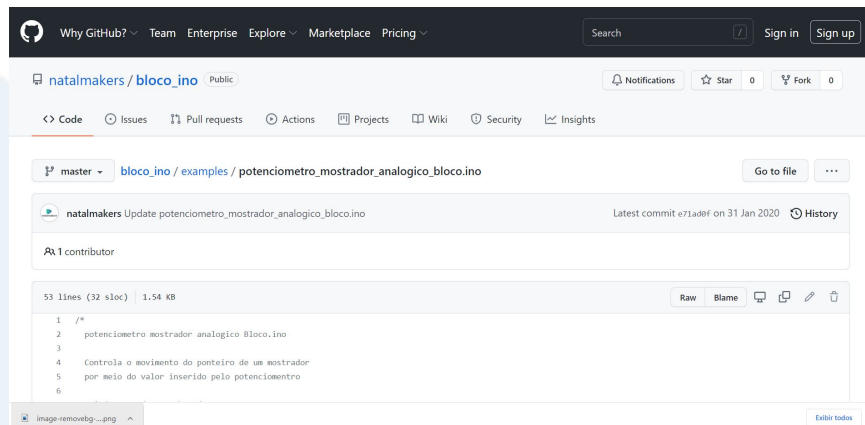 Why GitHub? Team Enterprise Explore Marketplace Pricing Search / Sign in Sign up
natalmakers / bloco_ino Public Notifications Star 0 Fork 0
<> Code Issues Pull requests Actions Projects Wiki Security Insights
master bloco_ino / examples / potenciometro_mostrador_analogico_bloco.ino Go to file ...
natalmakers Update potenciometro_mostrador_analogico_bloco.ino Latest commit e71ad0f on 31 Jan 2020 History
1 contributor
53 lines (32 sloc) 1.54 KB Raw Blame
1 /*
2 potenciometro mostrador analogico Bloco.ino
3
4 Controla o movimento do ponteiro de um mostrador
5 por meio do valor inserido pelo potenciomentro
6
image-removebg-....png Exibir todos